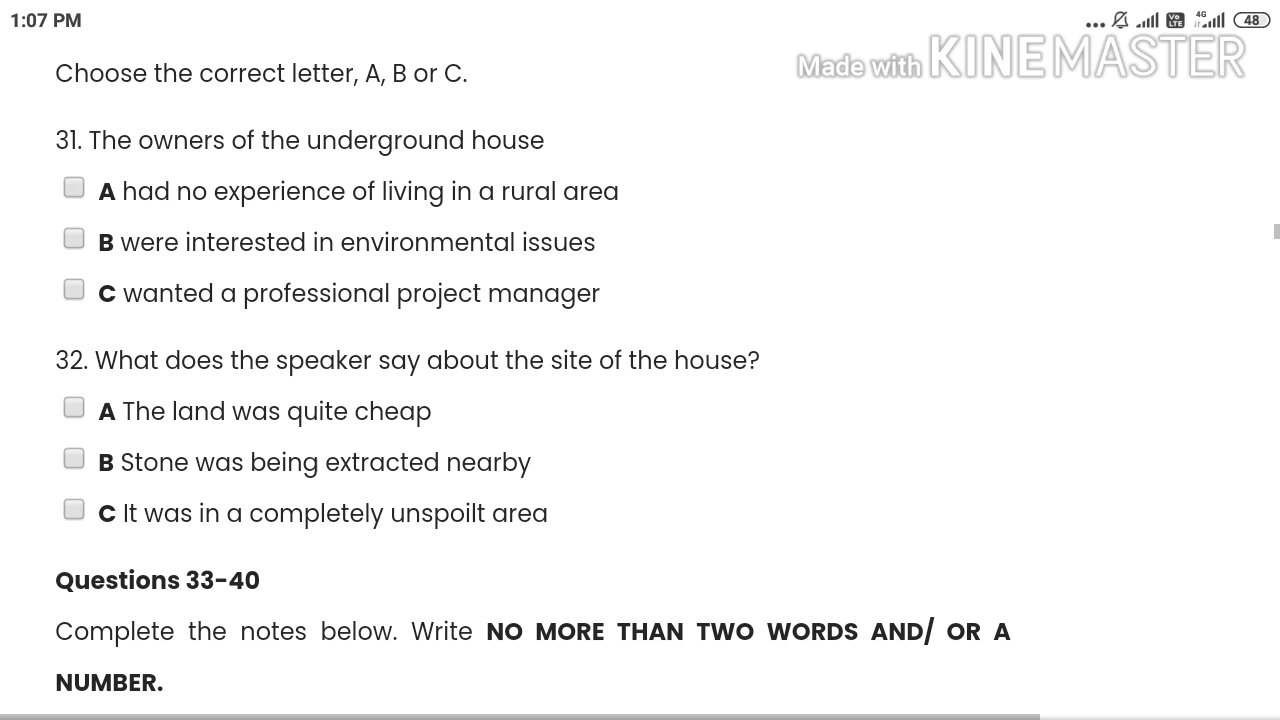 1:07 PM
4G
Vo LTE
48
Made with KINEMASTER
Choose the correct letter, A, B or C.
31. The owners of the underground house
A had no experience of living in a rural area
B were interested in environmental issues
C wanted a professional project manager
32. What does the speaker say about the site of the house?
A The land was quite cheap
B Stone was being extracted nearby
C It was in a completely unspoilt area
Questions 33-40
Complete the notes below. Write NO MORE THAN TWO WORDS AND/ OR A
NUMBER.